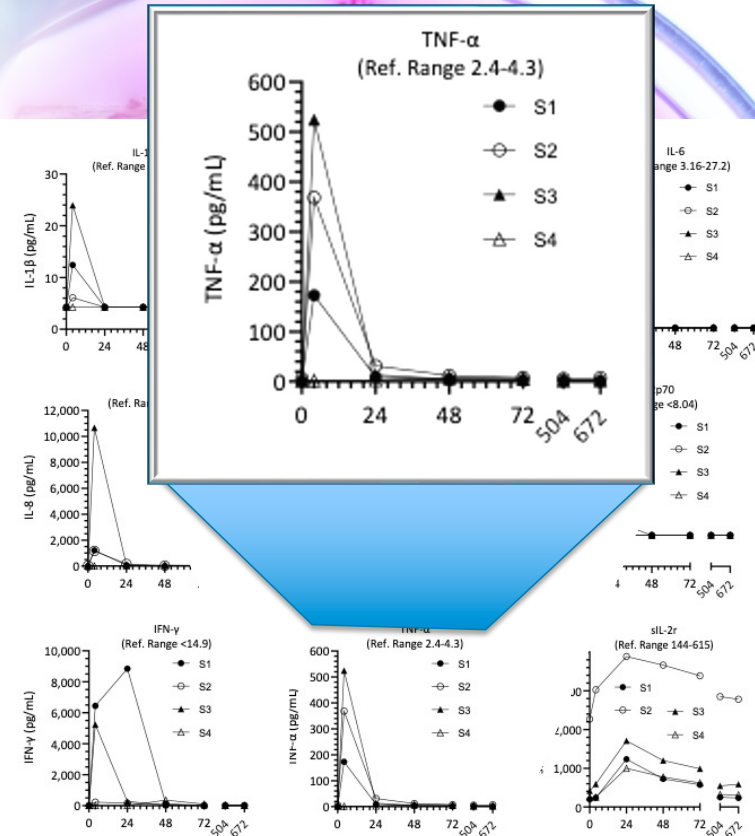 TNF-α
(Ref. Range 2.4-4.3)
TNF-α (pg/mL)
600
500
400
300
200
100
0
0 24 48 72 504 672
S1
S2
S3
S4
(Ref. Range
IL-1β (pg/mL)
30
20
10
0
0 24 48
IL-6
3.16-27.2)
S1
S2
S3
S4
48 72 504 672
(Ref.
IL-8 (pg/mL)
12,000
10,000
8,000
6,000
4,000
2,000
0
0 24 48
<8.04)
S1
S2
S3
S4
48 72 504 672
IFN-γ
(Ref. Range <14.9)
IFN-γ (pg/mL)
10,000
8,000
6,000
4,000
2,000
0
S1
S2
S3
S4
0 24 48 72 504 672
TNF-α
(Ref. Range 2.4-4.3)
TNF-α (pg/mL)
600
500
400
300
200
100
0
S1
S2
S3
S4
0 24 48 72 504 672
sIL-2r
(Ref. Range 144-615)
1,000
0
S1
S2 S3
S4
0 24 48 72 504 672